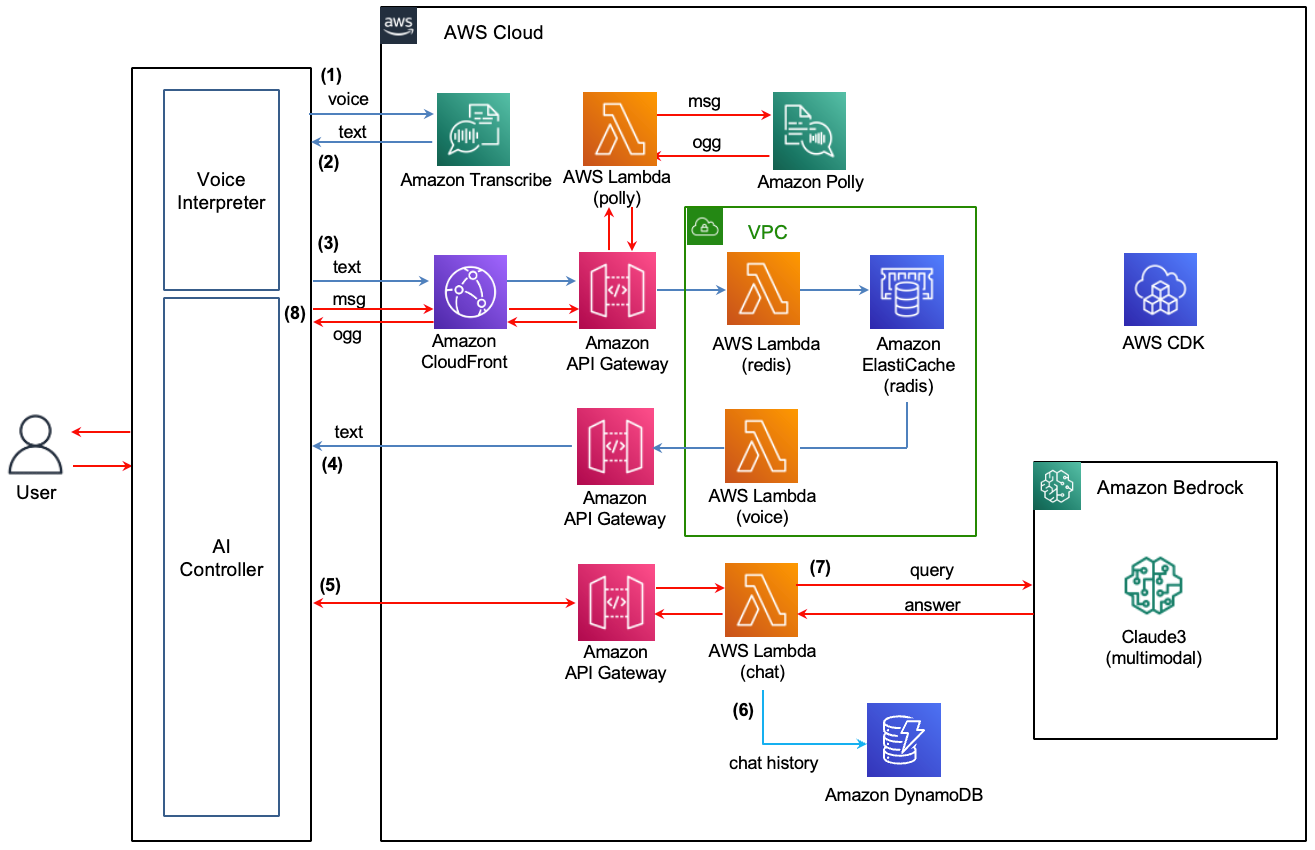 aws
AWS Cloud
(1)
voice
text
(2)
Voice
Interpreter
Amazon Transcribe
AWS Lambda
(polly)
msg
ogg
Amazon Polly
VPC
(3)
text
msg
(8)
ogg
Amazon
CloudFront
Amazon
API Gateway
AWS Lambda
(redis)
Amazon
ElastiCache
(radis)
AWS CDK
text
(4)
Amazon
API Gateway
AWS Lambda
(voice)
User
AI
Controller
Amazon Bedrock
(5)
Amazon
API Gateway
AWS Lambda
(chat)
(7)
query
answer
Claude3
(multimodal)
(6)
chat history
Amazon DynamoDB